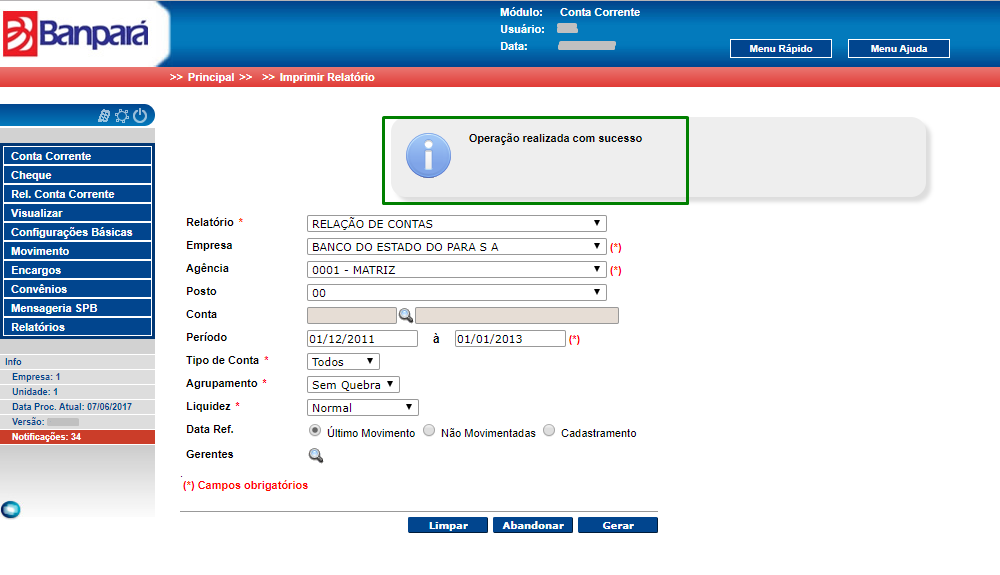 Banpará
Módulo: Conta Corrente
Usuário:
Data:
Menu Rápido Menu Ajuda
>> Principal >> >> Imprimir Relatório
Conta Corrente
Cheque
Rel. Conta Corrente
Visualizar
Configurações Básicas
Movimento
Encargos
Convênios
Mensageria SPB
Relatórios
Info
Empresa: 1
Unidade: 1
Data Proc. Atual: 07/06/2017
Versão:
Notificações: 34
Operação realizada com sucesso
Relatório * RELAÇÃO DE CONTAS
Empresa BANCO DO ESTADO DO PARA S A (*)
Agência 0001 - MATRIZ (*)
Posto 00
Conta
Período 01/12/2011 à 01/01/2013 (*)
Tipo de Conta * Todos
Agrupamento * Sem Quebra
Liquidez * Normal
Data Ref. Último Movimento Não Movimentadas Cadastramento
Gerentes
(*) Campos obrigatórios
Limpar Abandonar Gerar